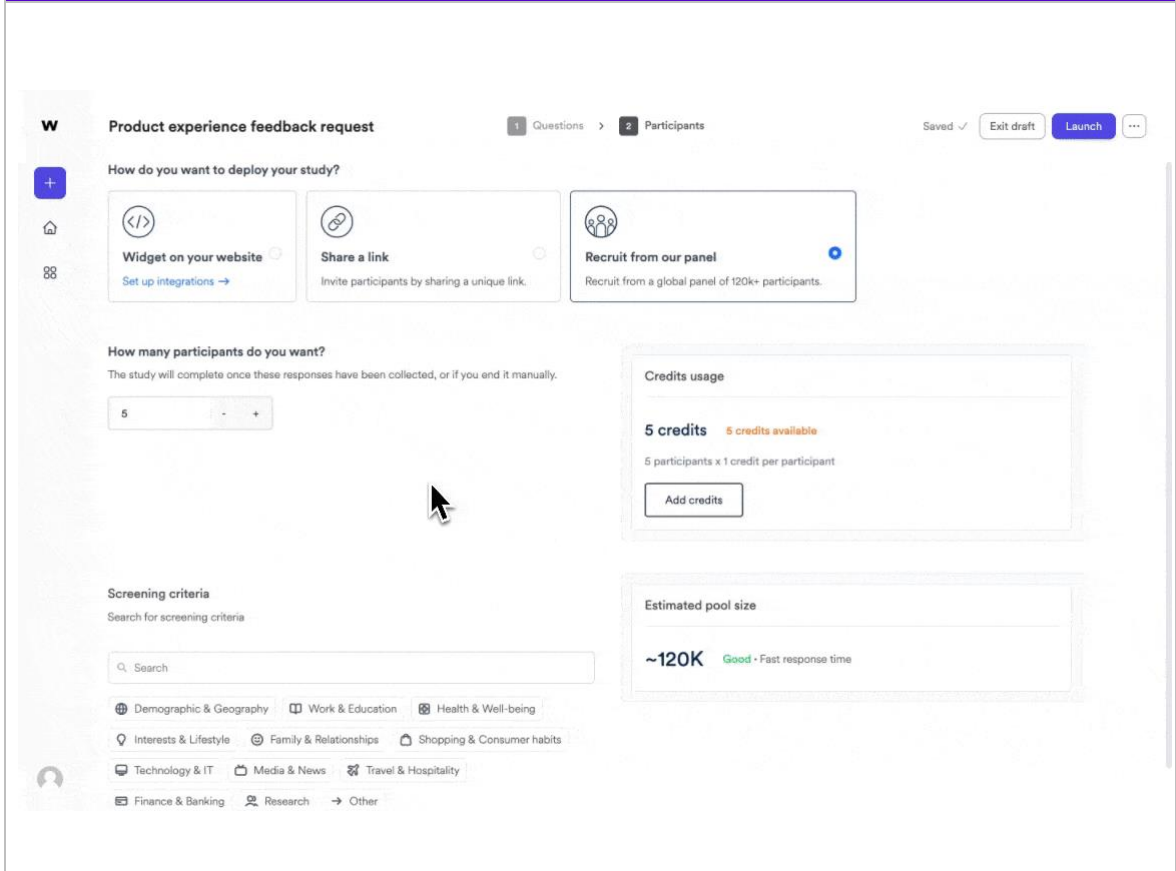 w
Product experience feedback request
1 Questions > 2 Participants
Saved ✓ Exit draft Launch ...
How do you want to deploy your study?
Widget on your website
Set up integrations →
Share a link
Invite participants by sharing a unique link.
Recruit from our panel
Recruit from a global panel of 120k+ participants.
How many participants do you want?
The study will complete once these responses have been collected, or if you end it manually.
5 - +
Credits usage
5 credits 5 credits available
5 participants x 1 credit per participant
Add credits
Screening criteria
Search for screening criteria
Search
Demographic & Geography Work & Education Health & Well-being
Interests & Lifestyle Family & Relationships Shopping & Consumer habits
Technology & IT Media & News Travel & Hospitality
Finance & Banking Research → Other
Estimated pool size
~120K Good • Fast response time